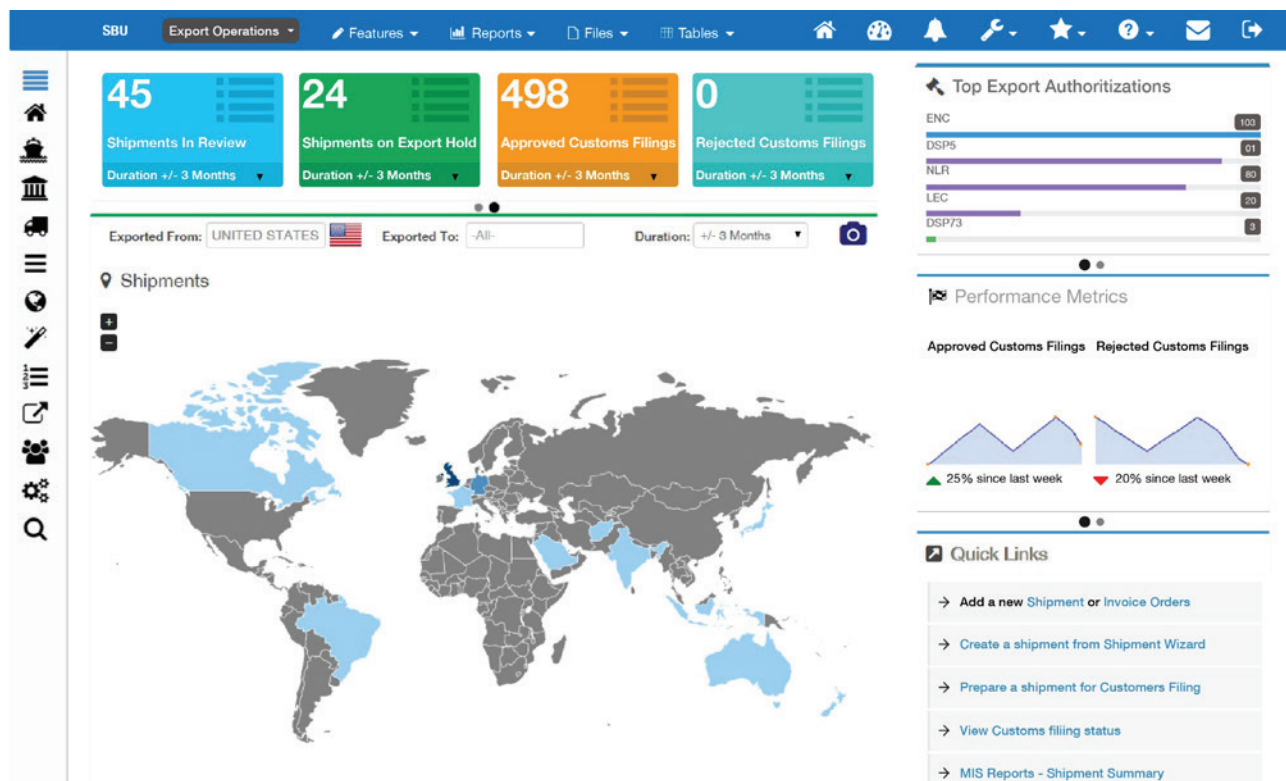 SBU Export Operations Features Reports Files Tables
45
Shipments In Review
Duration +/- 3 Months
24
Shipments on Export Hold
Duration +/- 3 Months
498
Approved Customs Filings
Duration +/- 3 Months
0
Rejected Customs Filings
Duration +/- 3 Months
Exported From: UNITED STATES Exported To: -All- Duration: +/- 3 Months
Shipments
+
−
Top Export Authoritizations
ENC 103
DSP5 01
NLR 80
LEC 20
DSP73 3
Performance Metrics
Approved Customs Filings Rejected Customs Filings
25% since last week 20% since last week
Quick Links
Add a new Shipment or Invoice Orders
Create a shipment from Shipment Wizard
Prepare a shipment for Customers Filing
View Customs filiing status
MIS Reports - Shipment Summary